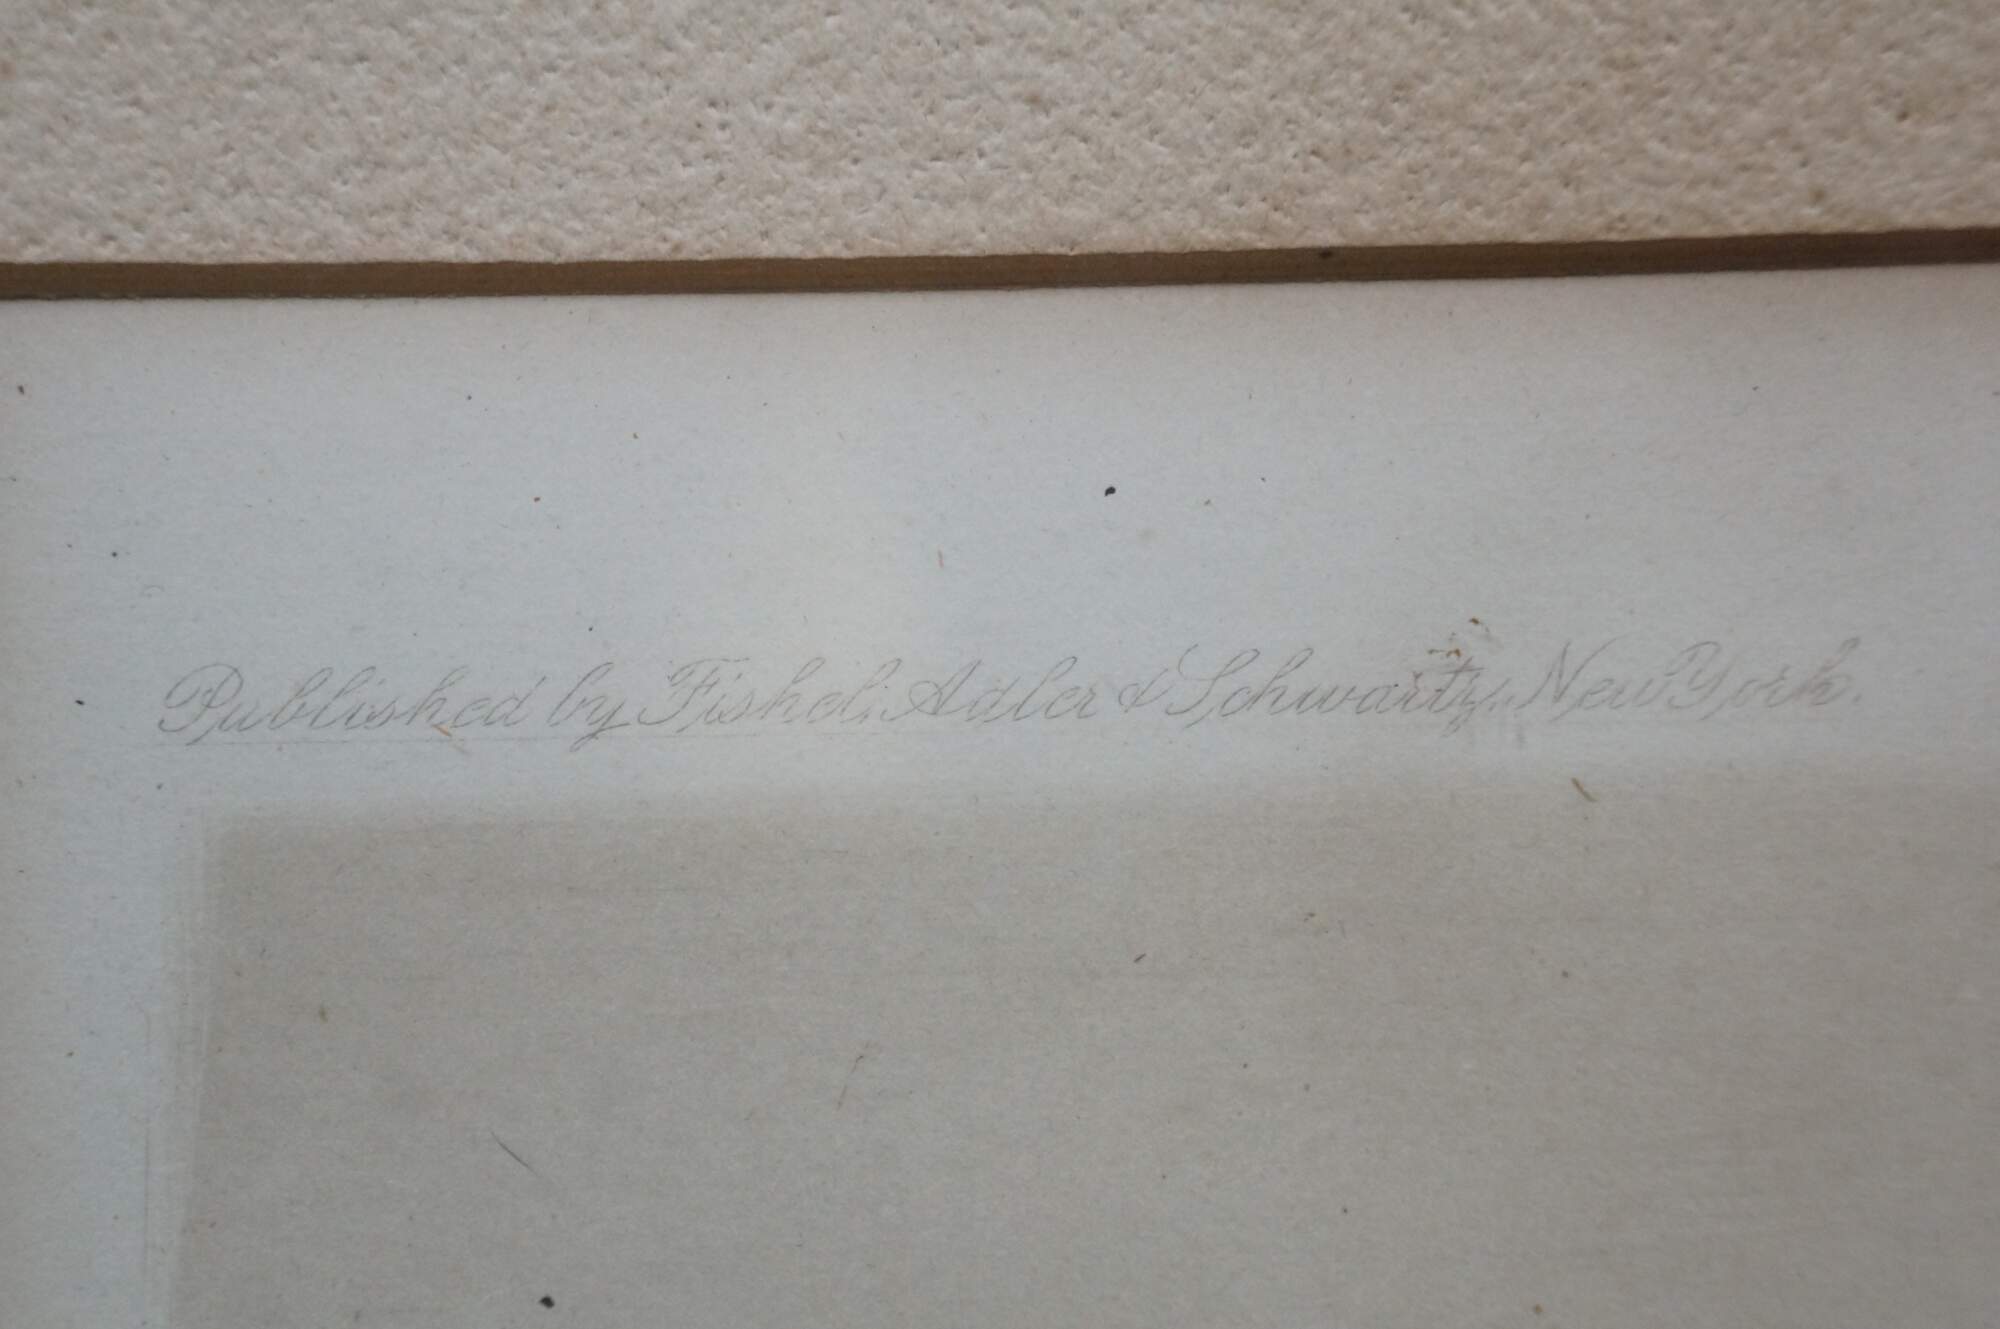 Published by Fishel, Adler & Schwartz, New York.